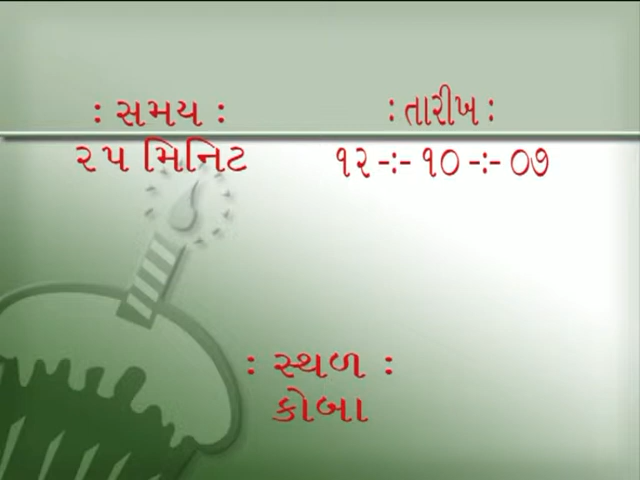 : સમય :
: તારીખ :
૨૫ મિનિટ
૧૨ -:- ૧૦ -:- ૦૭
: સ્થળ :
કોબા